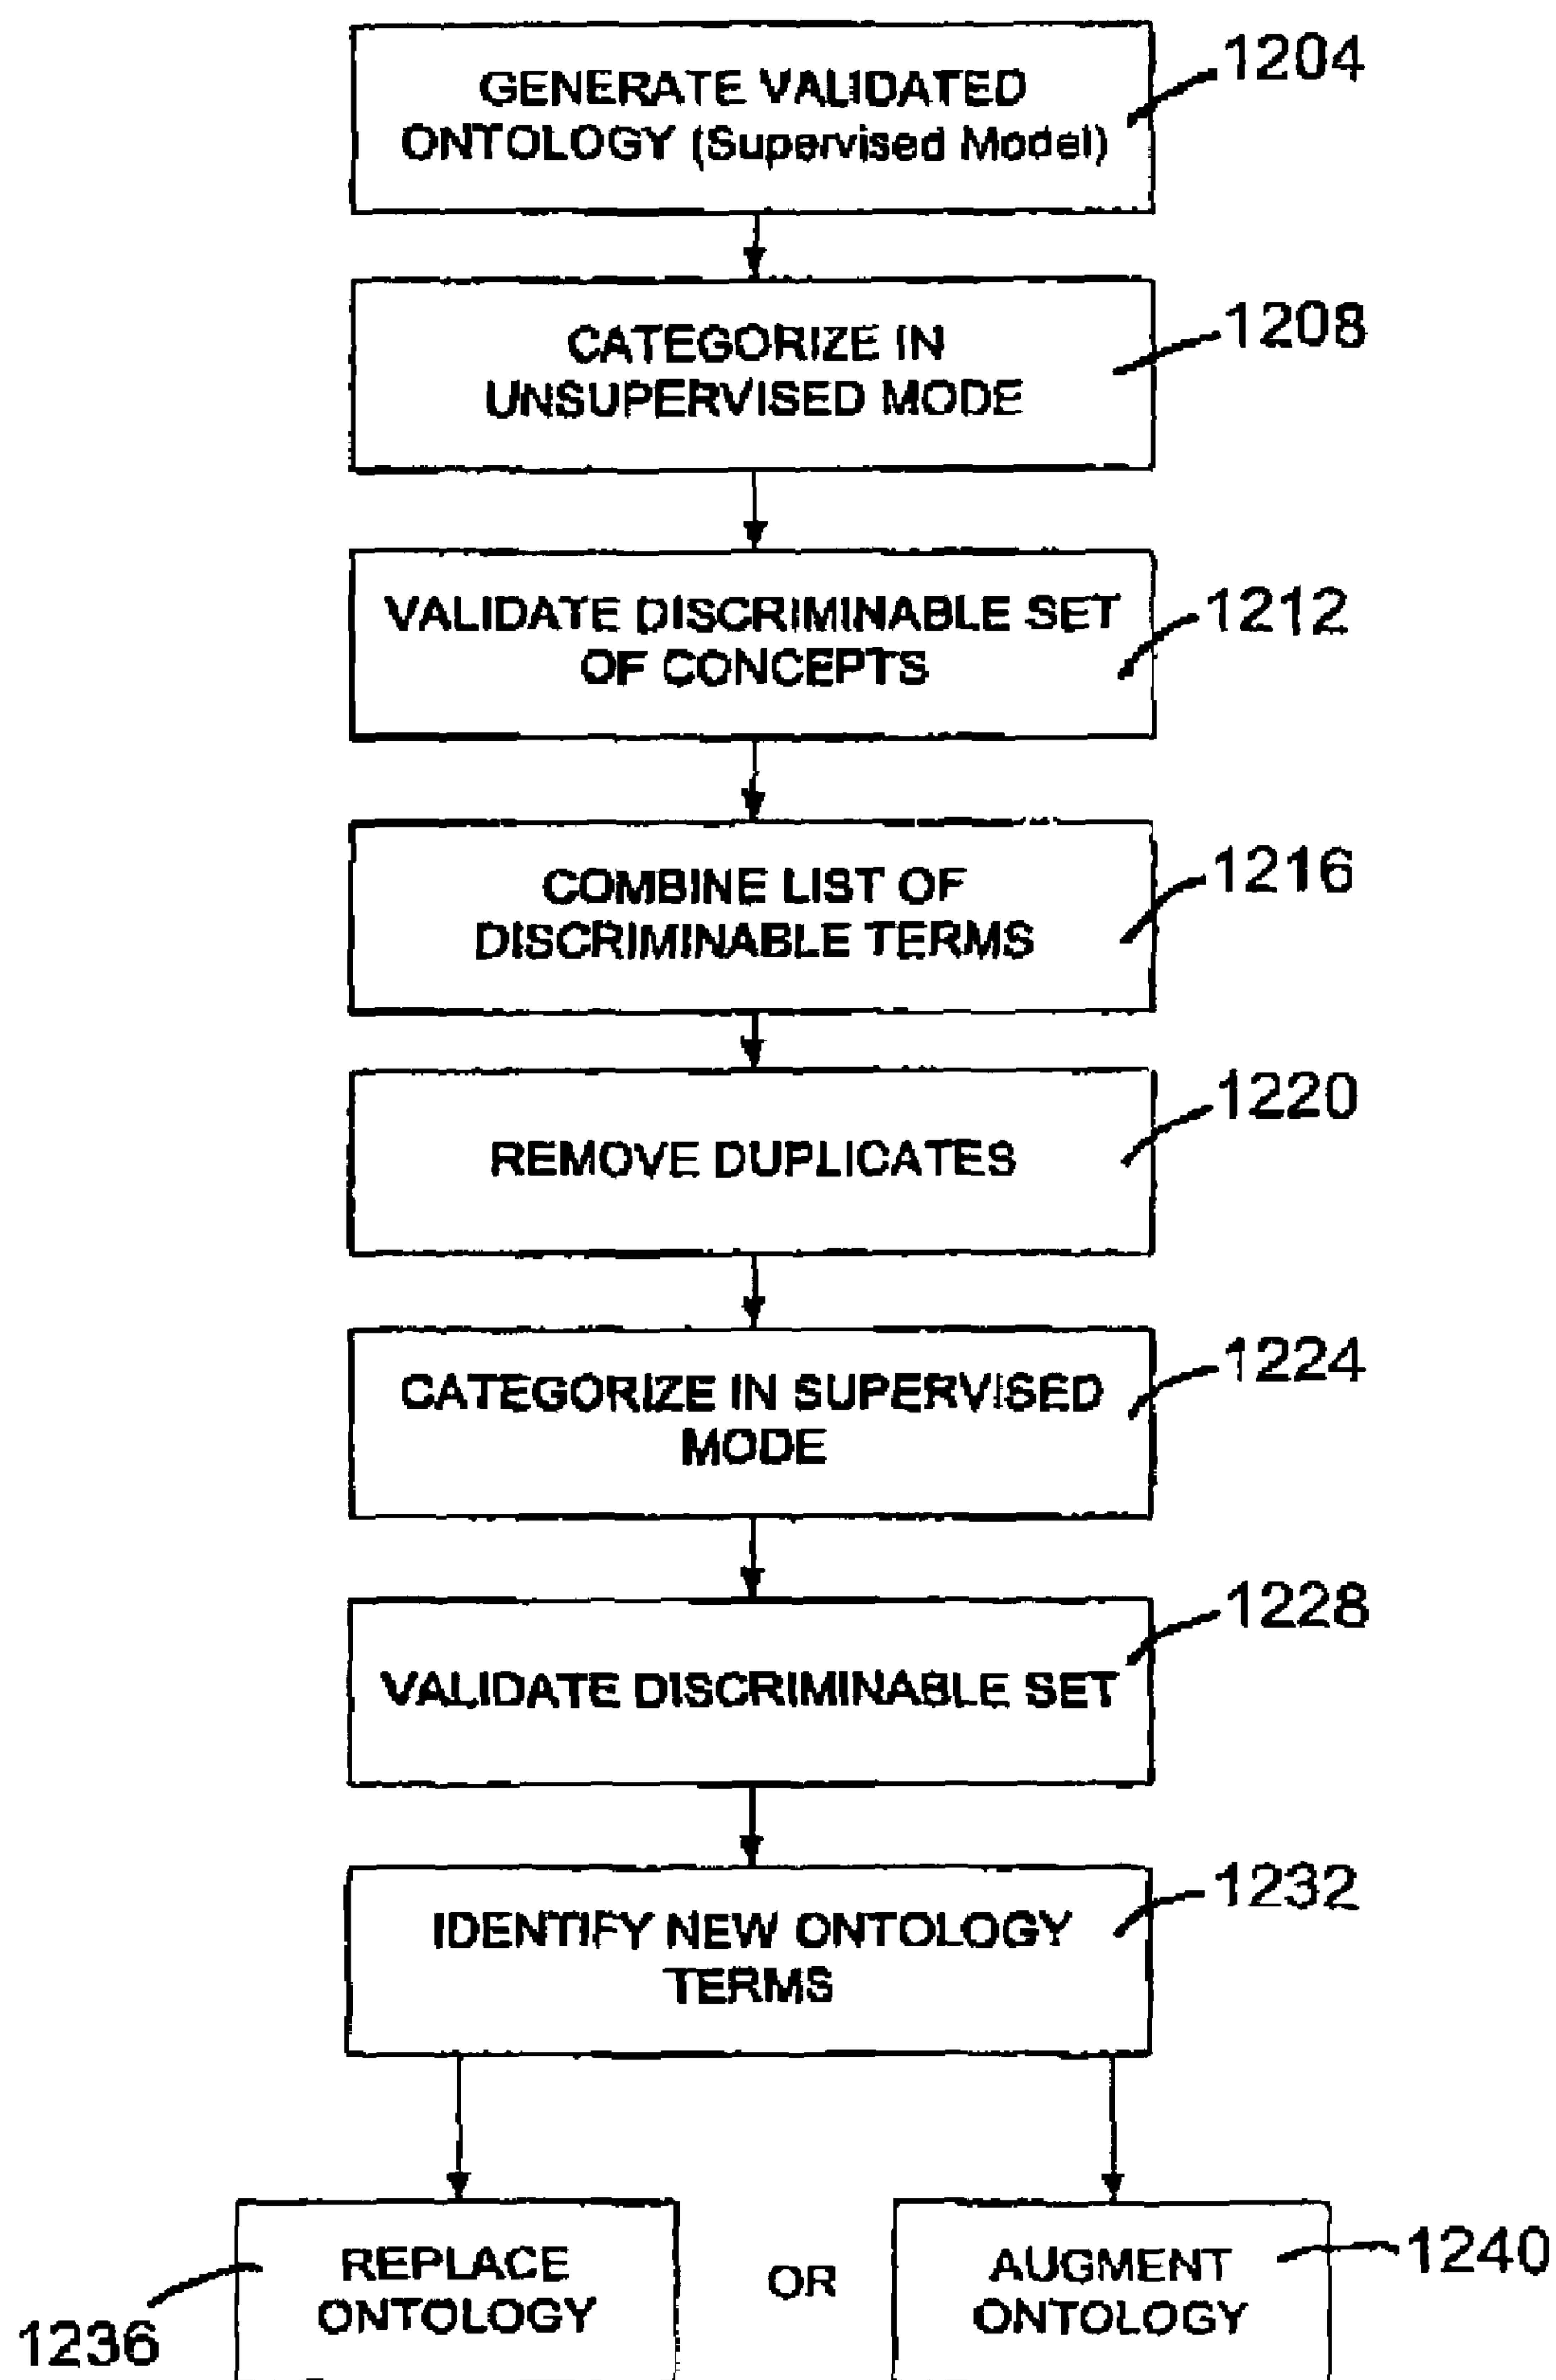 GENERATE VALIDATED
ONTOLOGY (Supervised Model)
1204
CATEGORIZE IN
UNSUPERVISED MODE
1208
VALIDATE DISCRIMINABLE SET
OF CONCEPTS
1212
COMBINE LIST OF
DISCRIMINABLE TERMS
1216
REMOVE DUPLICATES
1220
CATEGORIZE IN SUPERVISED
MODE
1224
VALIDATE DISCRIMINABLE SET
1228
IDENTIFY NEW ONTOLOGY
TERMS
1232
REPLACE
ONTOLOGY
1236
OR
AUGMENT
ONTOLOGY
1240